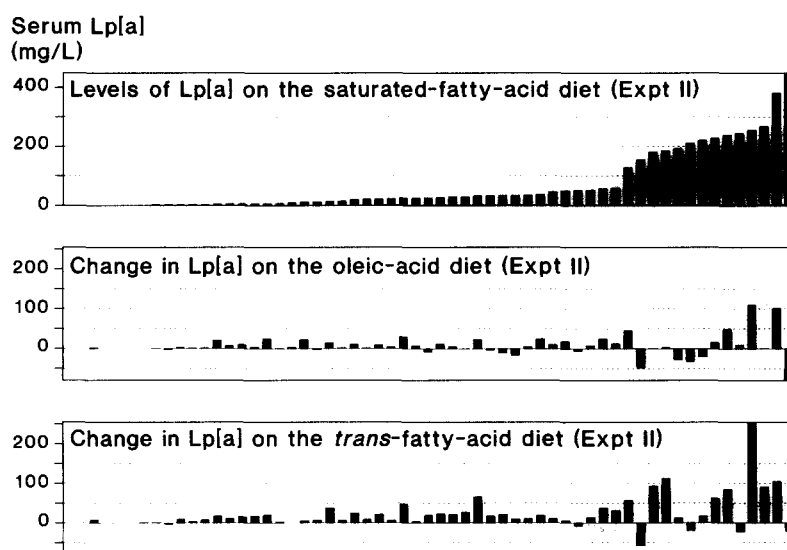 Serum Lp[a]
(mg/L)
400
Levels of Lp[a] on the saturated-fatty-acid diet (Expt II)
200
0
200
Change in Lp[a] on the oleic-acid diet (Expt II)
100
0
200
Change in Lp[a] on the trans-fatty-acid diet (Expt II)
100
0